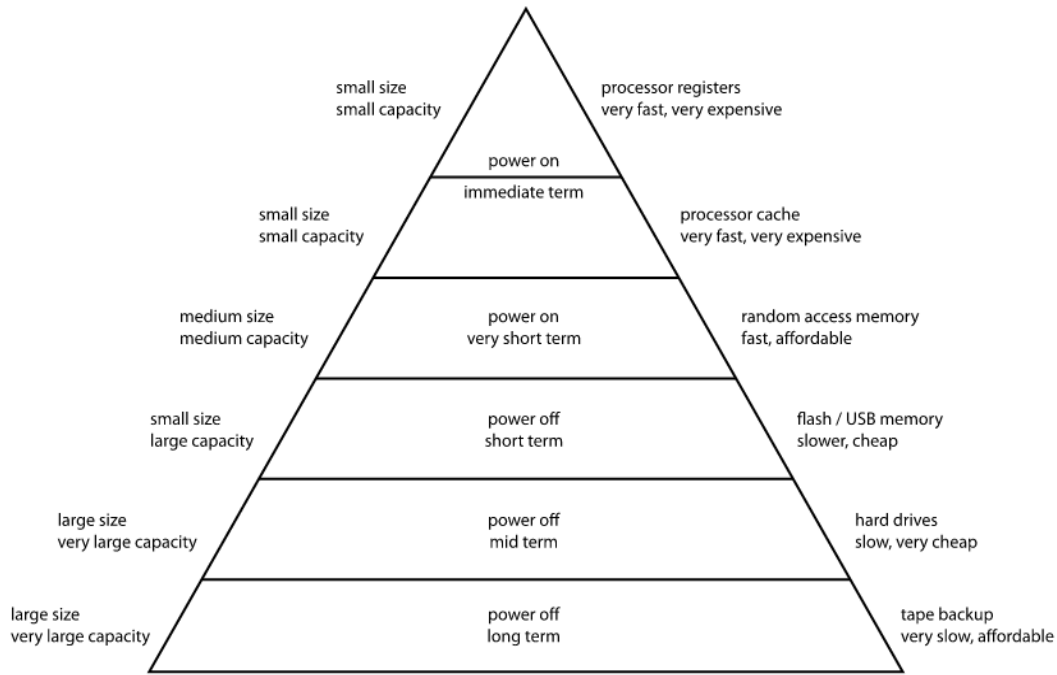 small size
small capacity
processor registers
very fast, very expensive
power on
immediate term
small size
small capacity
processor cache
very fast, very expensive
medium size
medium capacity
power on
very short term
random access memory
fast, affordable
small size
large capacity
power off
short term
flash / USB memory
slower, cheap
large size
very large capacity
power off
mid term
hard drives
slow, very cheap
large size
very large capacity
power off
long term
tape backup
very slow, affordable